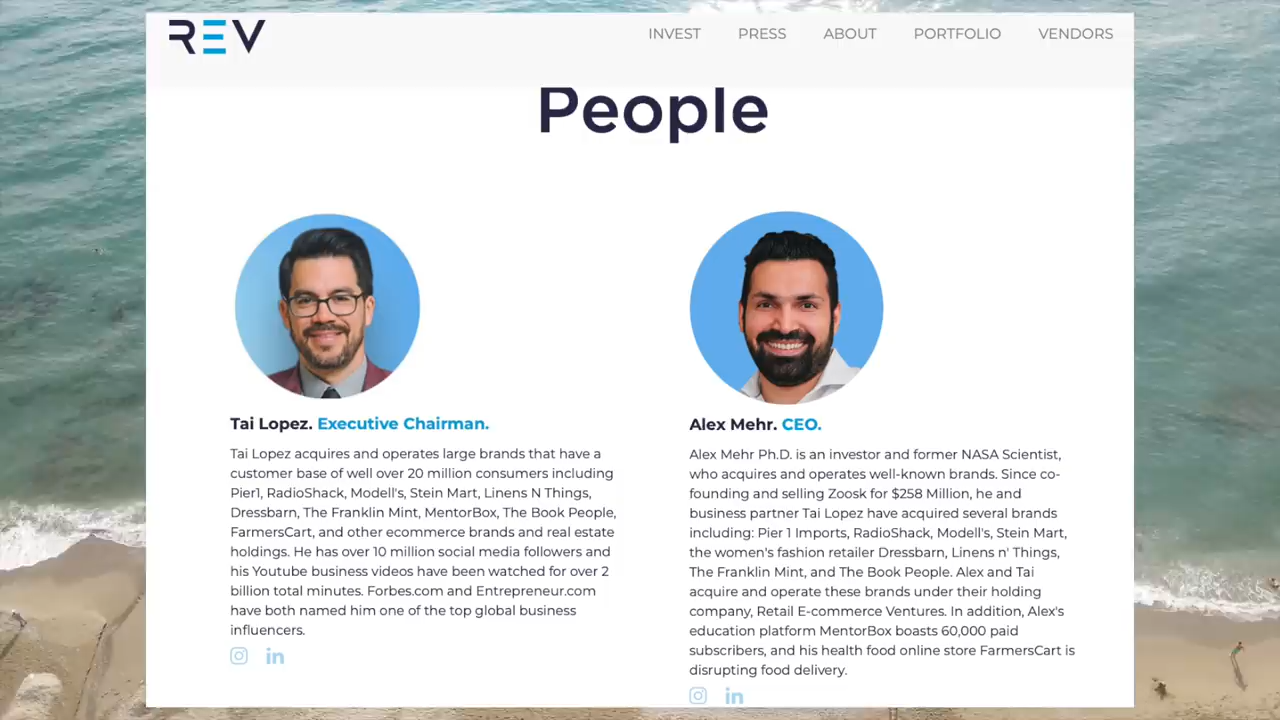 REV
INVEST PRESS ABOUT PORTFOLIO VENDORS
People
Tai Lopez. Executive Chairman.
Tai Lopez acquires and operates large brands that have a
customer base of well over 20 million consumers including
Pier1, RadioShack, Modell's, Stein Mart, Linens N Things,
Dressbarn, The Franklin Mint, MentorBox, The Book People,
FarmersCart, and other ecommerce brands and real estate
holdings. He has over 10 million social media followers and
his Youtube business videos have been watched for over 2
billion total minutes. Forbes.com and Entrepreneur.com
have both named him one of the top global business
influencers.
in
Alex Mehr. CEO.
Alex Mehr Ph.D. is an investor and former NASA Scientist,
who acquires and operates well-known brands. Since co-
founding and selling Zoosk for $258 Million, he and
business partner Tai Lopez have acquired several brands
including: Pier 1 Imports, RadioShack, Modell's, Stein Mart,
the women's fashion retailer Dressbarn, Linens n' Things,
The Franklin Mint, and The Book People. Alex and Tai
acquire and operate these brands under their holding
company, Retail E-commerce Ventures. In addition, Alex's
education platform MentorBox boasts 60,000 paid
subscribers, and his health food online store FarmersCart is
disrupting food delivery.
in